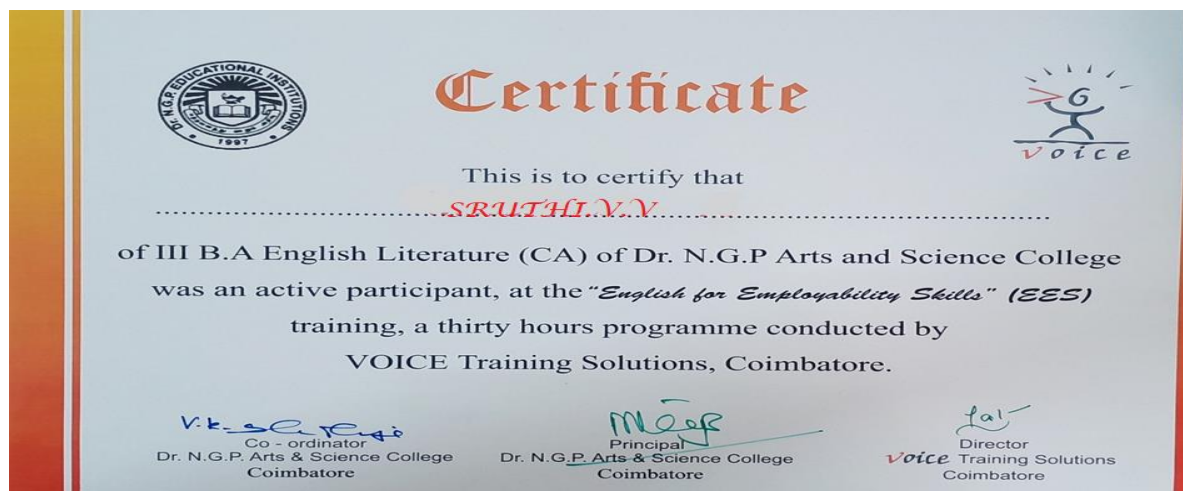 Dr. N.G.P. EDUCATIONAL INSTITUTIONS
1997
Certificate
VG
voice
This is to certify that
SRUTHI.V.V
of III B.A English Literature (CA) of Dr. N.G.P Arts and Science College
was an active participant, at the "English for Employability Skills" (EES)
training, a thirty hours programme conducted by
VOICE Training Solutions, Coimbatore.
Co - ordinator
Dr. N.G.P. Arts & Science College
Coimbatore
Principal
Dr. N.G.P. Arts & Science College
Coimbatore
Director
voice Training Solutions
Coimbatore